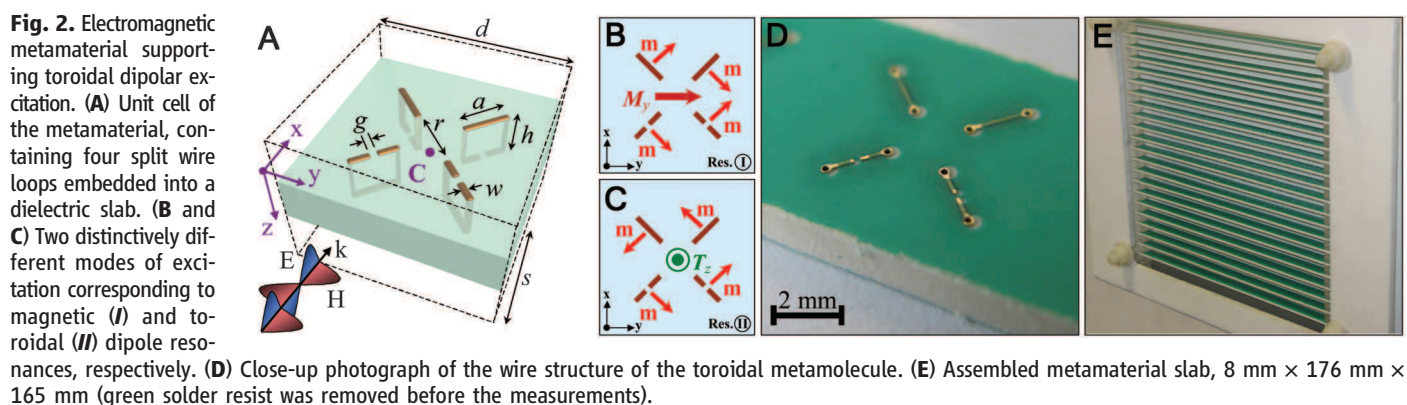 Fig. 2. Electromagnetic
metamaterial support-
ing toroidal dipolar ex-
citation. (A) Unit cell of
the metamaterial, con-
taining four split wire
loops embedded into a
dielectric slab. (B and
C) Two distinctively dif-
ferent modes of exci-
tation corresponding to
magnetic (I) and to-
roidal (II) dipole reso-
nances, respectively. (D) Close-up photograph of the wire structure of the toroidal metamolecule. (E) Assembled metamaterial slab, 8 mm × 176 mm ×
165 mm (green solder resist was removed before the measurements).
A
d
a
g
r
h
C
w
x
y
z
E
k
H
s
B
m
m
My
m
m
x
y
Res. I
C
m
m
Tz
m
m
x
y
Res. II
D
2 mm
E